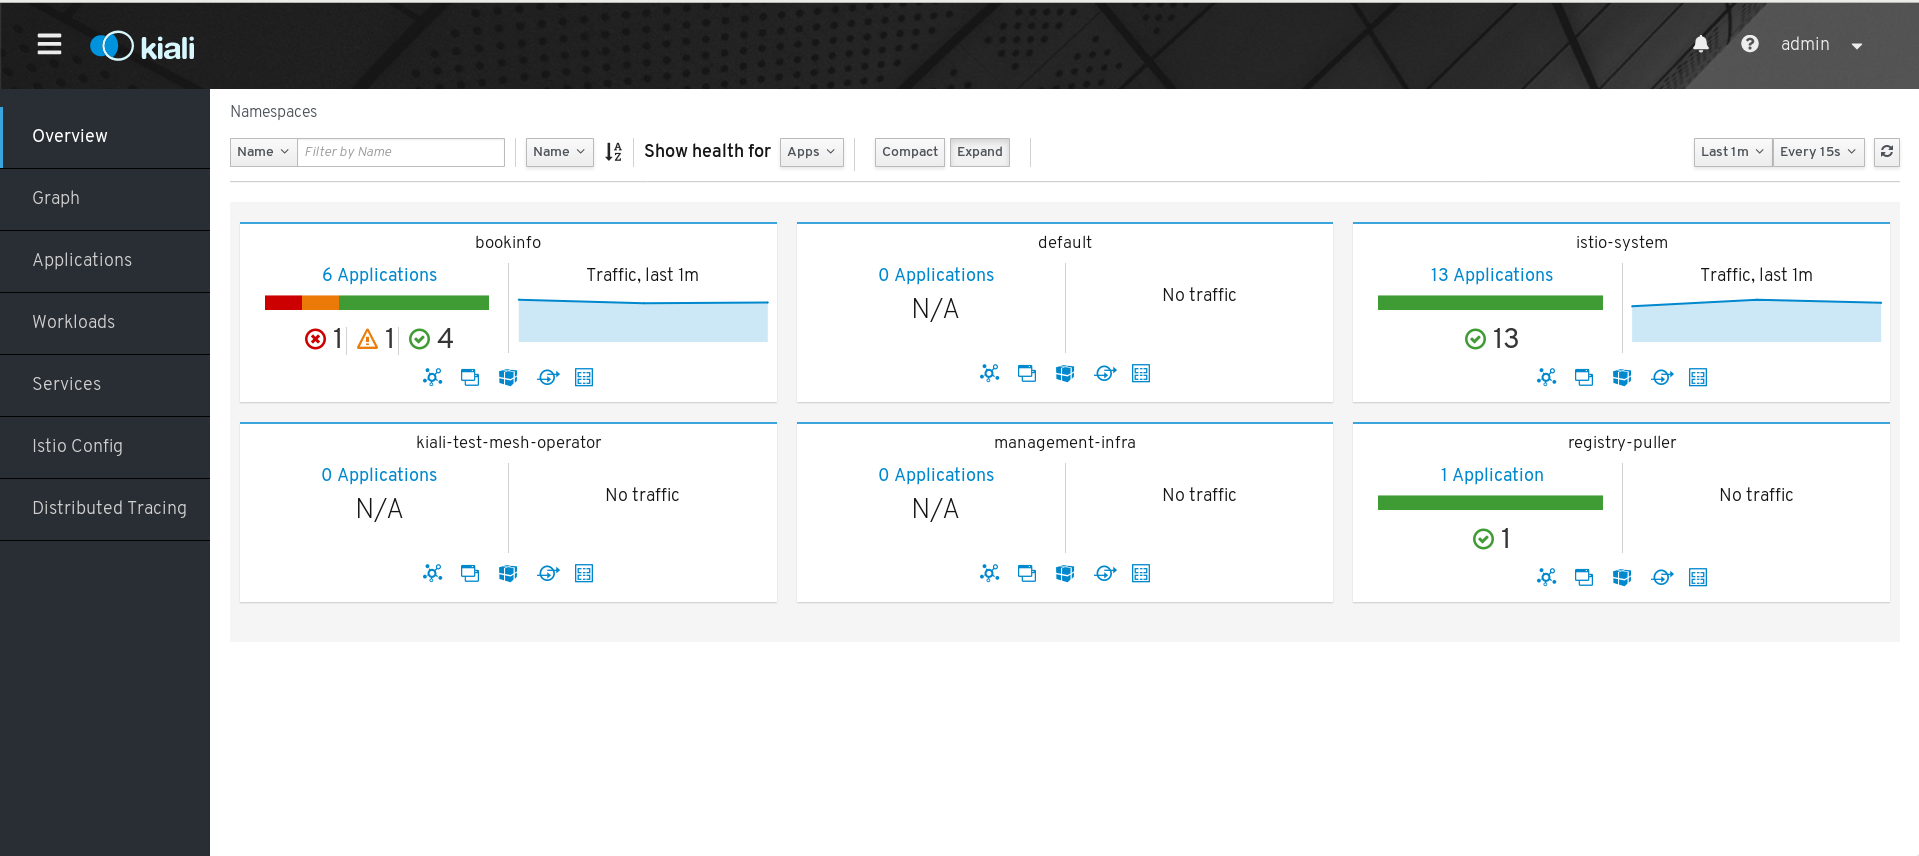 kiali
admin
Overview
Graph
Applications
Workloads
Services
Istio Config
Distributed Tracing
Namespaces
Name Filter by Name Name Show health for Apps Compact Expand Last 1m Every 15s
bookinfo
6 Applications
1 1 4
Traffic, last 1m
default
0 Applications
N/A
No traffic
istio-system
13 Applications
13
Traffic, last 1m
kiali-test-mesh-operator
0 Applications
N/A
No traffic
management-infra
0 Applications
N/A
No traffic
registry-puller
1 Application
1
No traffic